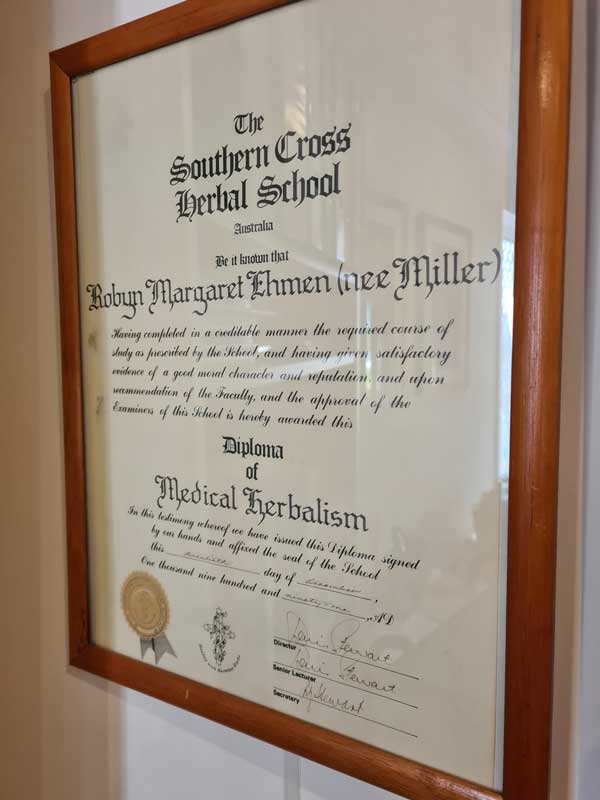 The
Southern Cross
Herbal School
Australia
Be it known that
Robyn Margaret Ehmen (nee Miller)
Having completed in a creditable manner the required course of
study as prescribed by the School, and having given satisfactory
evidence of a good moral character and reputation, and upon
recommendation of the Faculty, and the approval of the
Examiners of this School is hereby awarded this
Diploma
of
Medical Herbalism
In this testimony whereof we have issued this Diploma signed
by our hands and affixed the seal of the School
this day of December,
One thousand nine hundred and ninety-one, AD
Director
Senior Lecturer
Secretary